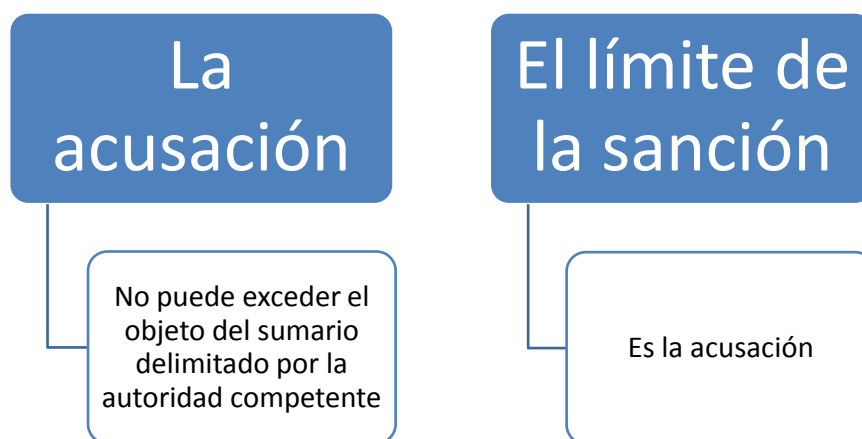 La
acusación
No puede exceder el
objeto del sumario
delimitado por la
autoridad competente
El límite de
la sanción
Es la acusación